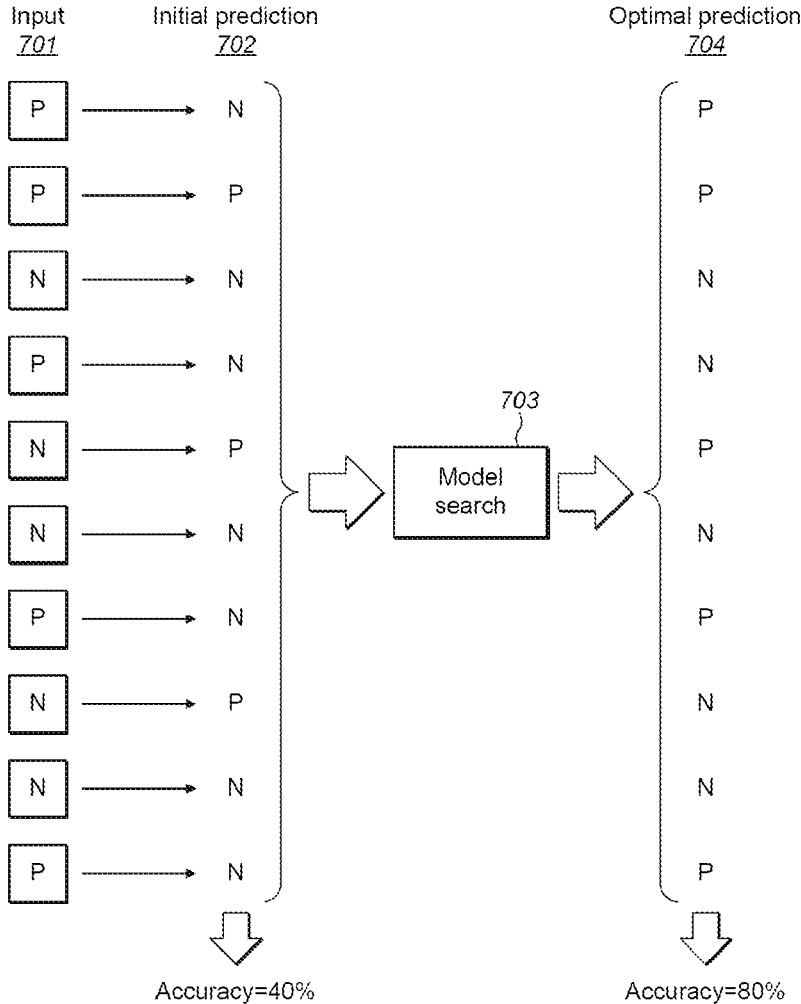 Input Initial prediction Optimal prediction
701 702 704
P N P
P P P
N N N
P N N
703
N P P
Model
search
N N N
P N P
N P N
N N N
P N P
Accuracy=40% Accuracy=80%